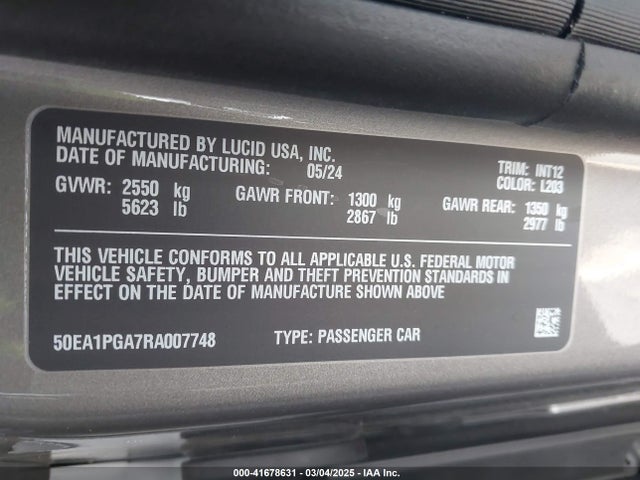 MANUFACTURED BY LUCID USA, INC.
DATE OF MANUFACTURING: 05/24 TRIM: INT12
COLOR: L203
GVWR: 2550 kg GAWR FRONT: 1300 kg GAWR REAR: 1350 kg
5623 lb 2867 lb 2977 lb
THIS VEHICLE CONFORMS TO ALL APPLICABLE U.S. FEDERAL MOTOR
VEHICLE SAFETY, BUMPER AND THEFT PREVENTION STANDARDS IN
EFFECT ON THE DATE OF MANUFACTURE SHOWN ABOVE
50EA1PGA7RA007748 TYPE: PASSENGER CAR
00-41678631 | 03/04/2025 | IAA Inc.